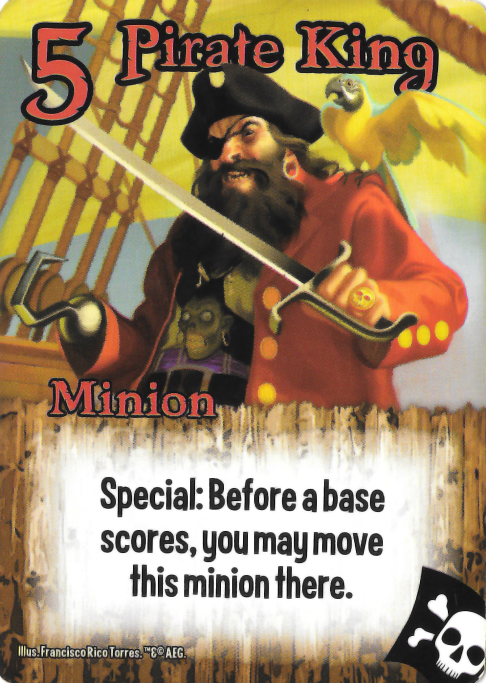 5 Pirate King
Minion
Special: Before a base
scores, you may move
this minion there.
Illus. Francisco Rico Torres. ™&© AEG.